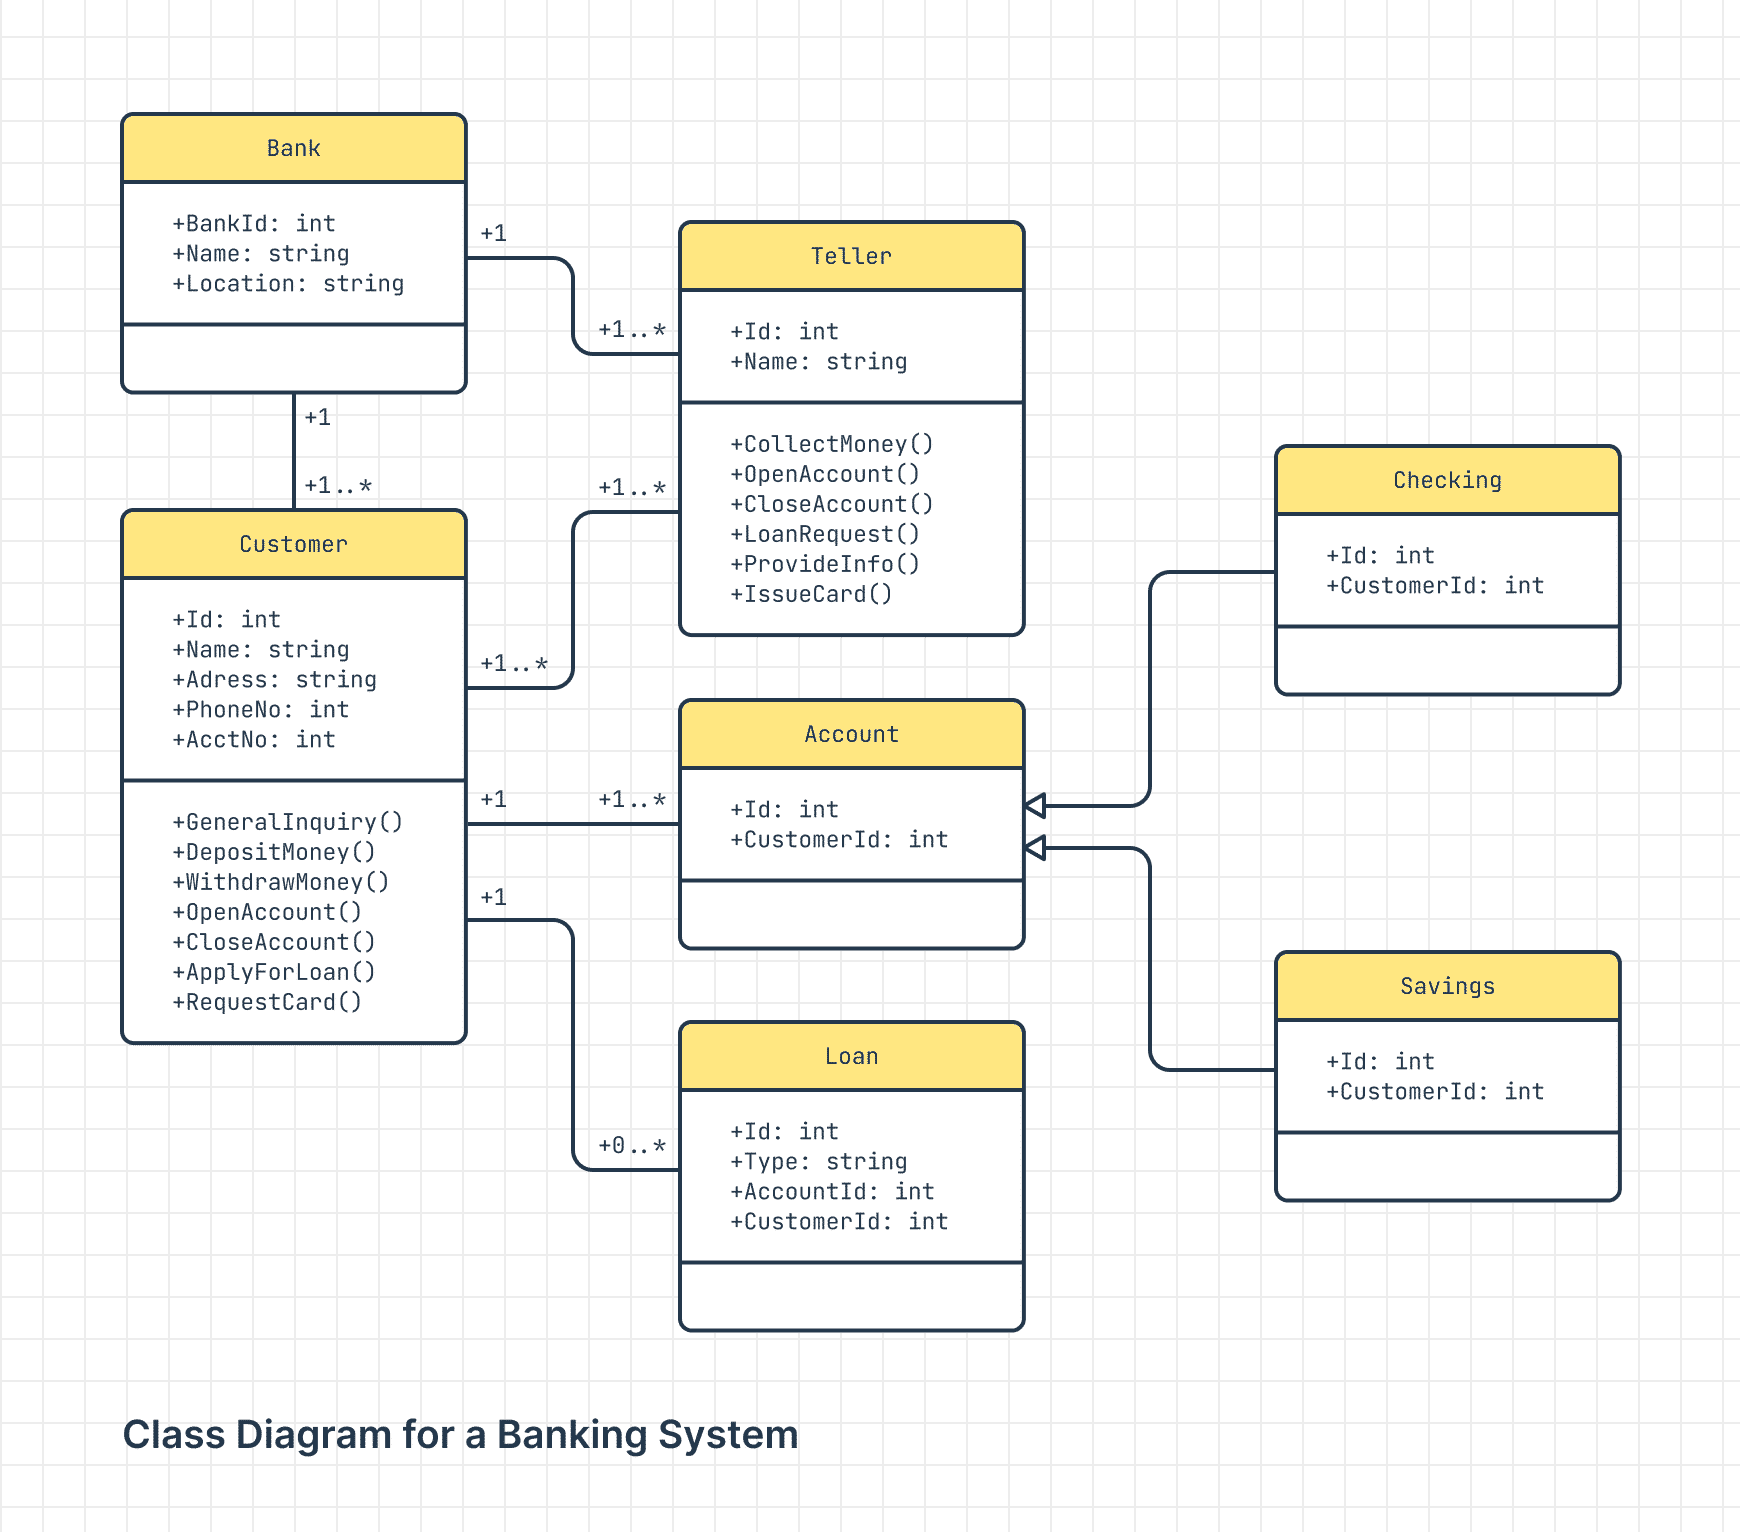 Bank
+BankId: int
+Name: string
+Location: string
+1
+1..*
Teller
+Id: int
+Name: string
+CollectMoney()
+OpenAccount()
+CloseAccount()
+LoanRequest()
+ProvideInfo()
+IssueCard()
+1
+1..*
Customer
+Id: int
+Name: string
+Adress: string
+PhoneNo: int
+AcctNo: int
+GeneralInquiry()
+DepositMoney()
+WithdrawMoney()
+OpenAccount()
+CloseAccount()
+ApplyForLoan()
+RequestCard()
+1..*
+1..*
+1
+1..*
+1
+0..*
Account
+Id: int
+CustomerId: int
Loan
+Id: int
+Type: string
+AccountId: int
+CustomerId: int
Checking
+Id: int
+CustomerId: int
Savings
+Id: int
+CustomerId: int
Class Diagram for a Banking System